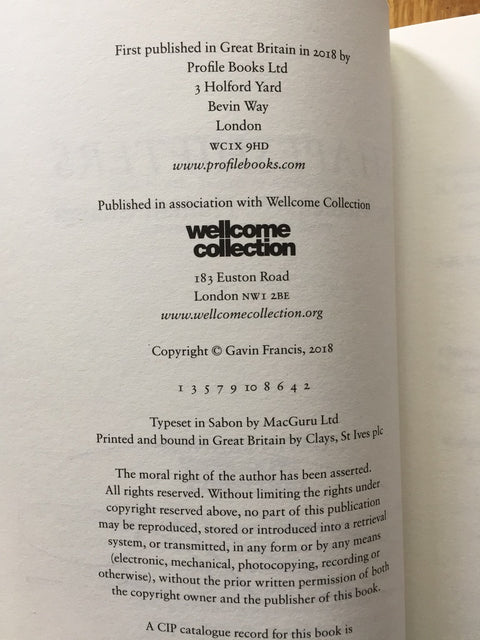 First published in Great Britain in 2018 by
Profile Books Ltd
3 Holford Yard
Bevin Way
London
WC1X 9HD
www.profilebooks.com
Published in association with Wellcome Collection
wellcome
collection
183 Euston Road
London NW1 2BE
www.wellcomecollection.org
Copyright © Gavin Francis, 2018
1 3 5 7 9 10 8 6 4 2
Typeset in Sabon by MacGuru Ltd
Printed and bound in Great Britain by Clays, St Ives plc
The moral right of the author has been asserted.
All rights reserved. Without limiting the rights under
copyright reserved above, no part of this publication
may be reproduced, stored or introduced into a retrieval
system, or transmitted, in any form or by any means
(electronic, mechanical, photocopying, recording or
otherwise), without the prior written permission of both
the copyright owner and the publisher of this book.
A CIP catalogue record for this book is